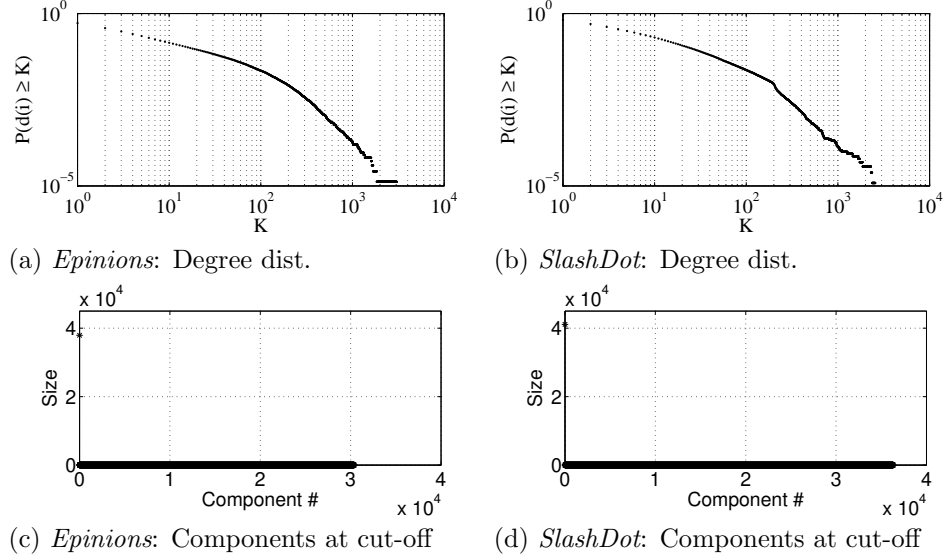 10^0
P(d(i) ≥ K)
10^-5
10^0 10^1 10^2 10^3 10^4
K
(a) Epinions: Degree dist.
10^0
P(d(i) ≥ K)
10^-5
10^0 10^1 10^2 10^3 10^4
K
(b) SlashDot: Degree dist.
x 10^4
4
2
0
Size
0 1 2 3 4
Component #
x 10^4
(c) Epinions: Components at cut-off
x 10^4
4
2
0
Size
0 1 2 3 4
Component #
x 10^4
(d) SlashDot: Components at cut-off